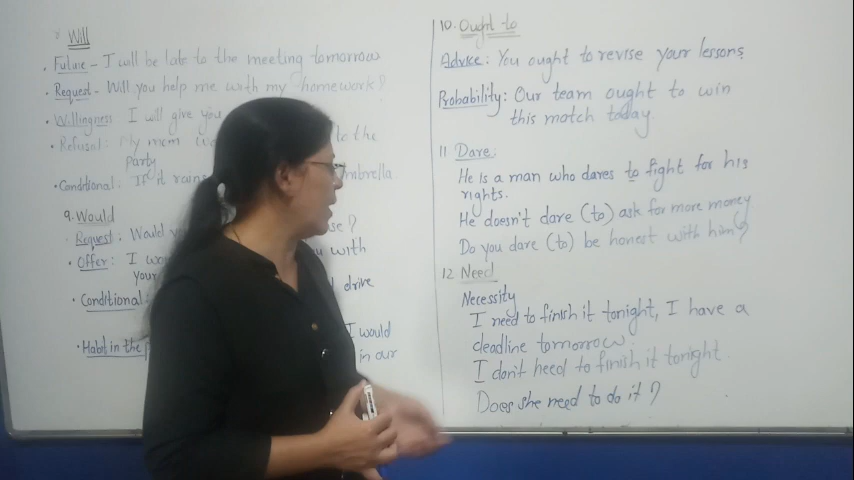 Will
Future - I will be late to the meeting tomorrow
Request - Will you help me with my homework?
Willingness: I will give you
Refusal: My mom the
party
Conditional: If it rains umbrella
9. Would
Request: Would
Offer: I with
your
Conditional: drive
Habit in the I would
in our
10. Ought to
Advice: You ought to revise your lessons
Probability: Our team ought to win
this match today
11 Dare:
He is a man who dares to fight for his
rights.
He doesn't dare (to) ask for more money
Do you dare (to) be honest with him?
12 Need
Necessity
I need to finish it tonight, I have a
deadline tomorrow.
I don't need to finish it tonight.
Does she need to do it?